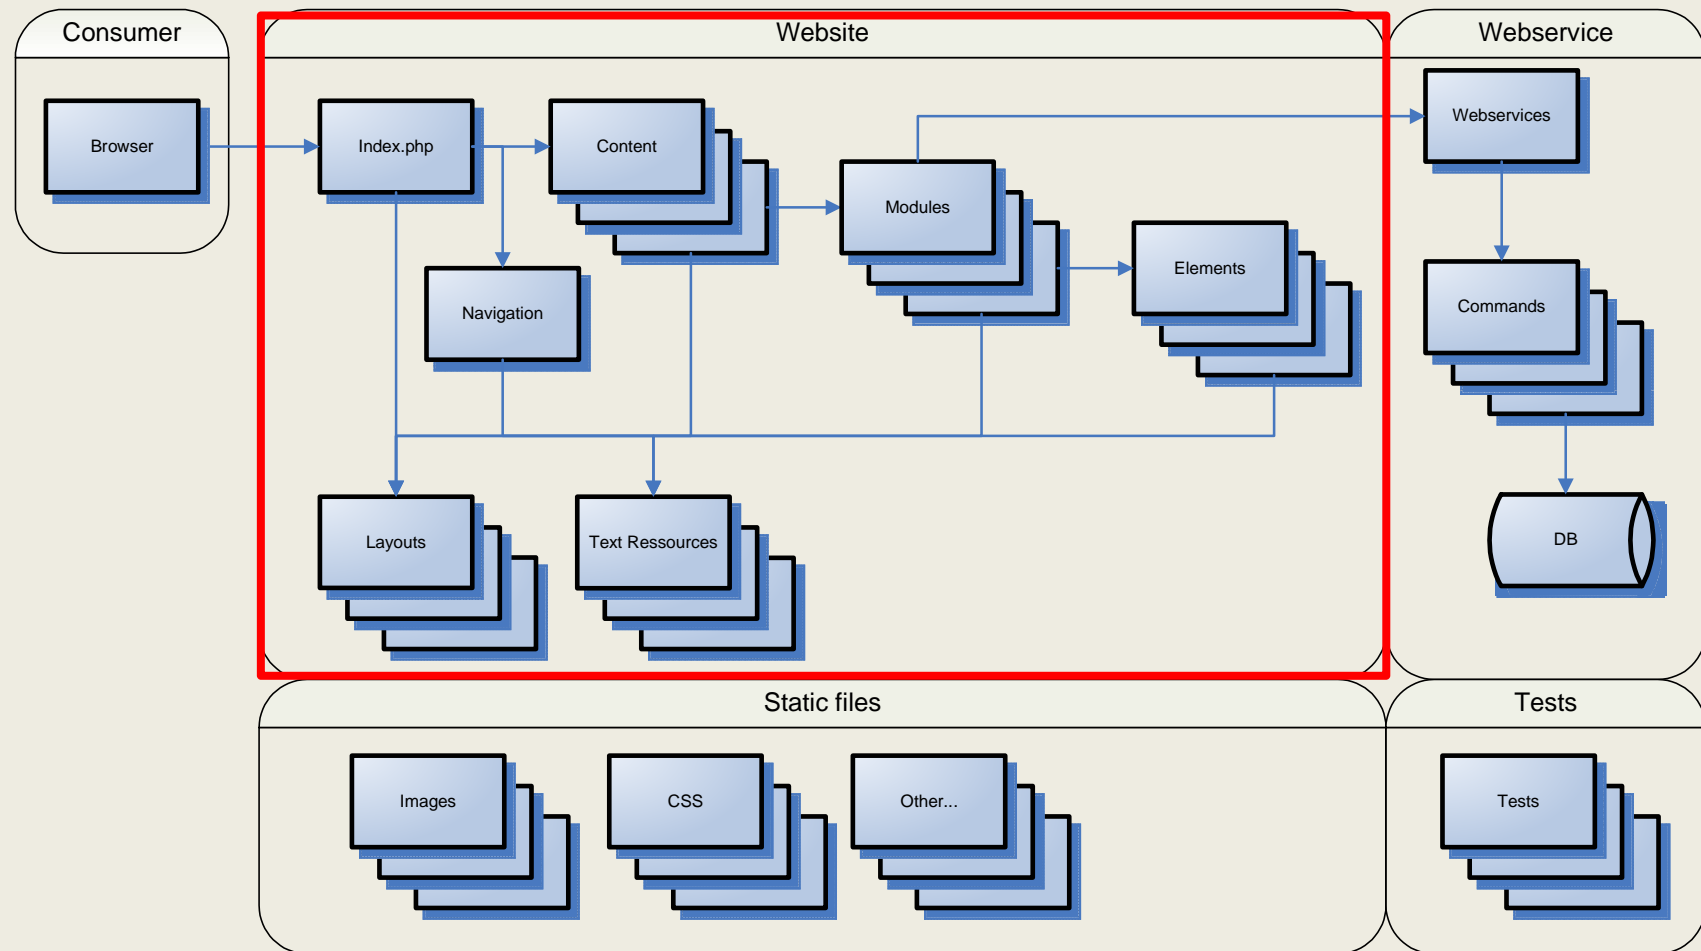 Consumer
Website
Webservice
Browser
Index.php
Content
Modules
Elements
Navigation
Layouts
Text Ressources
Webservices
Commands
DB
Static files
Tests
Images
CSS
Other...
Tests